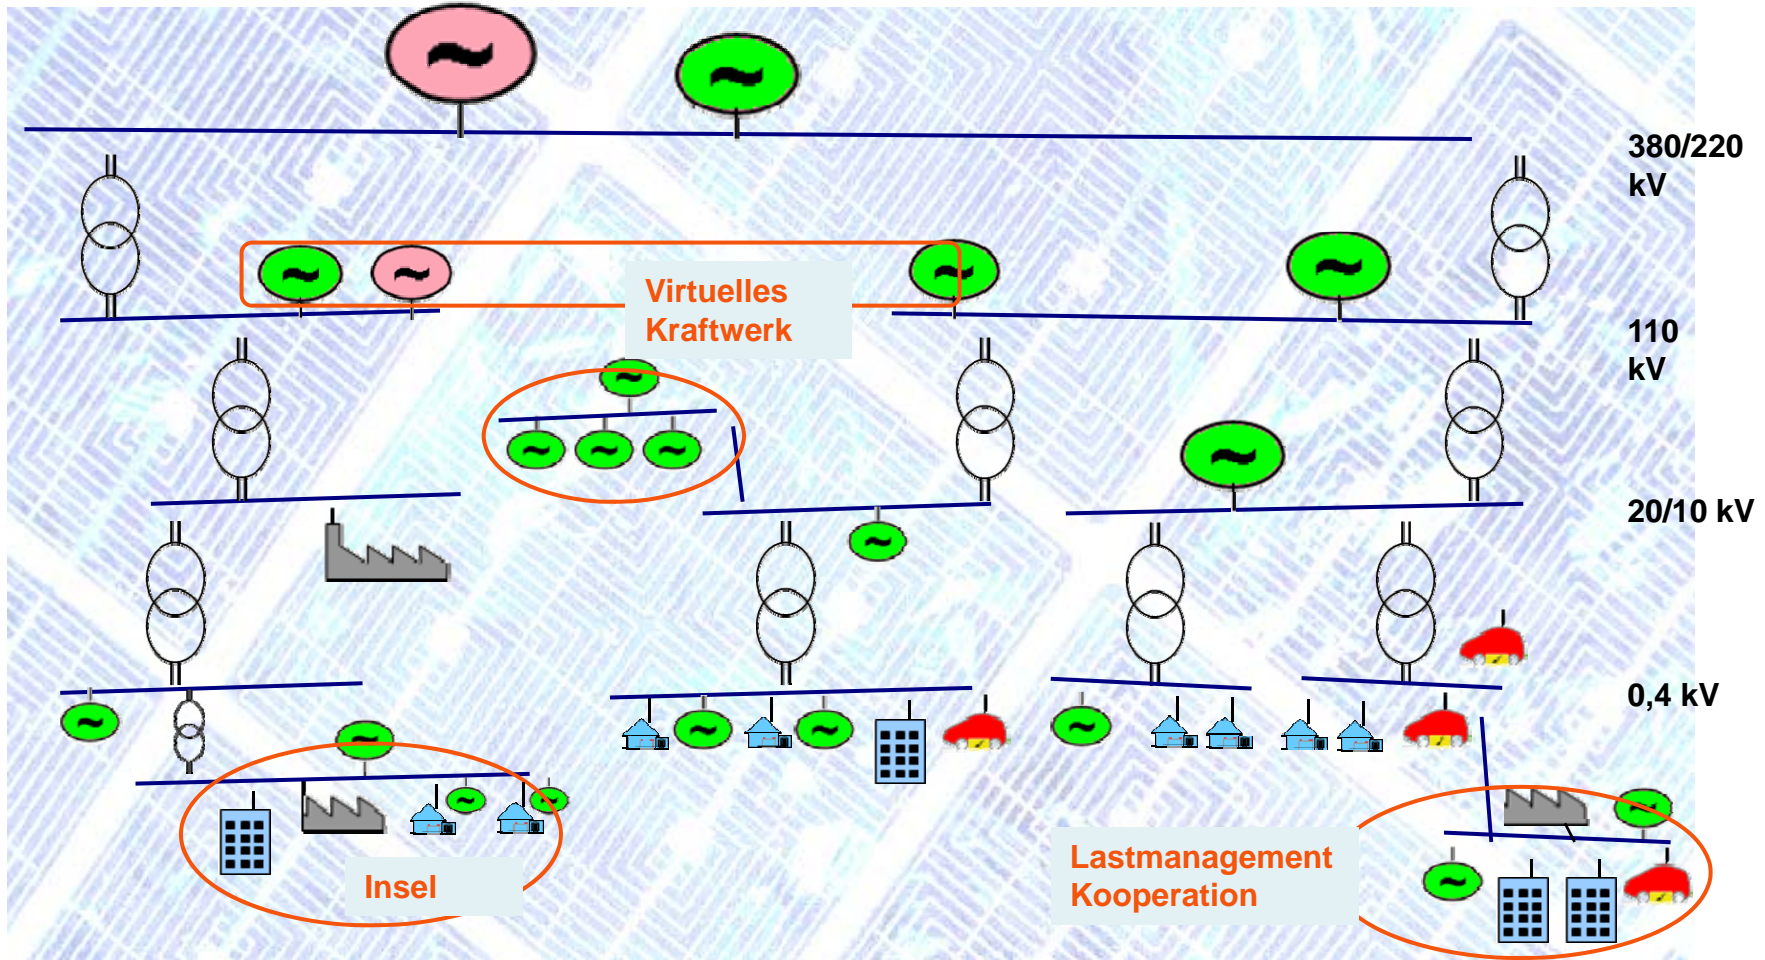 380/220
kV
Virtuelles
Kraftwerk
110
kV
20/10 kV
0,4 kV
Insel
Lastmanagement
Kooperation